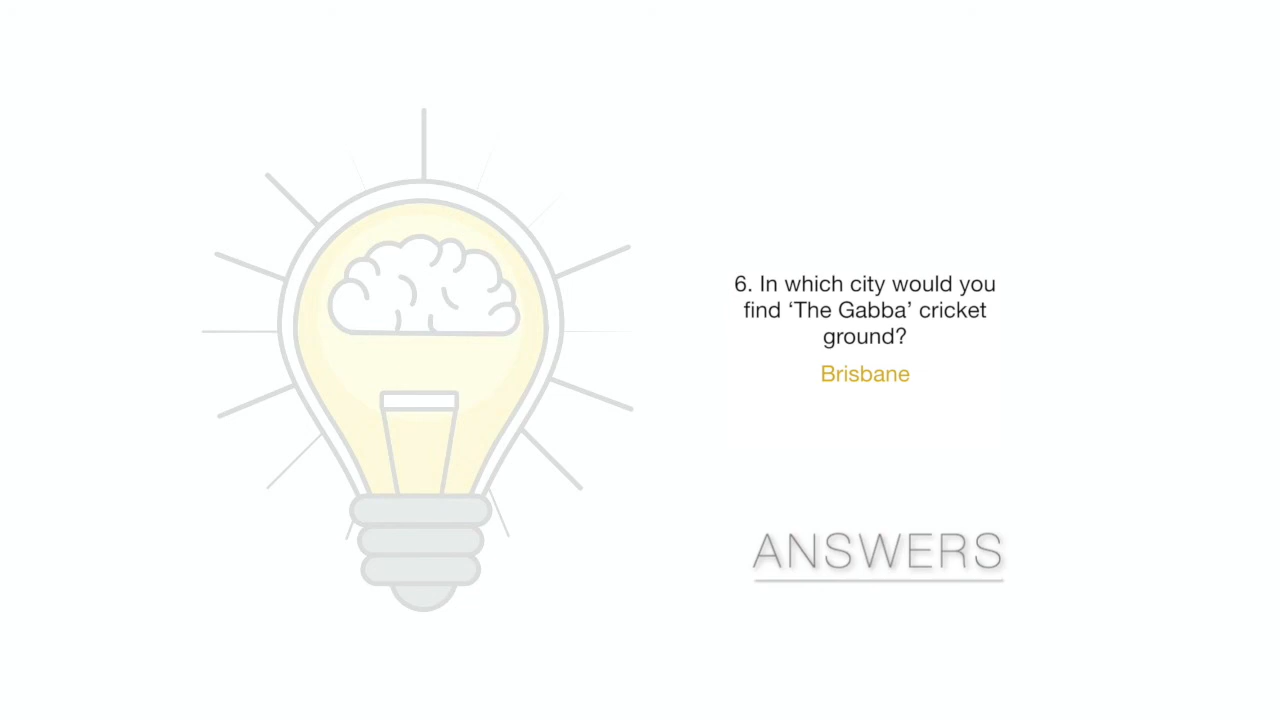 6. In which city would you
find ‘The Gabba’ cricket
ground?
Brisbane
ANSWERS